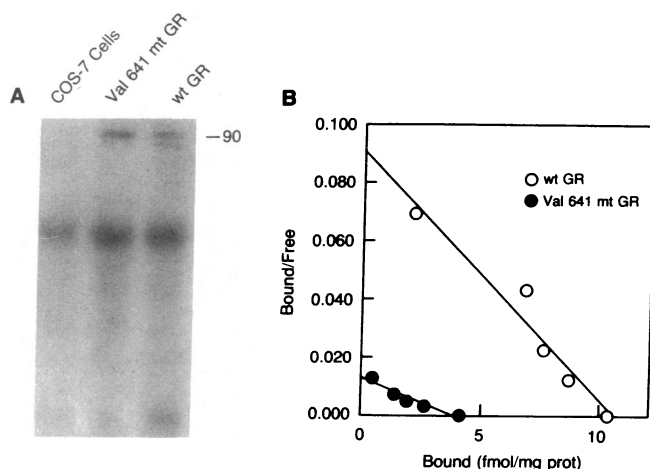 A
COS-7 Cells
Val 641 mt GR
wt GR
–90
B
0.100
0.080
0.060
0.040
0.020
0.000
Bound/Free
wt GR
Val 641 mt GR
0
5
10
Bound (fmol/mg prot)